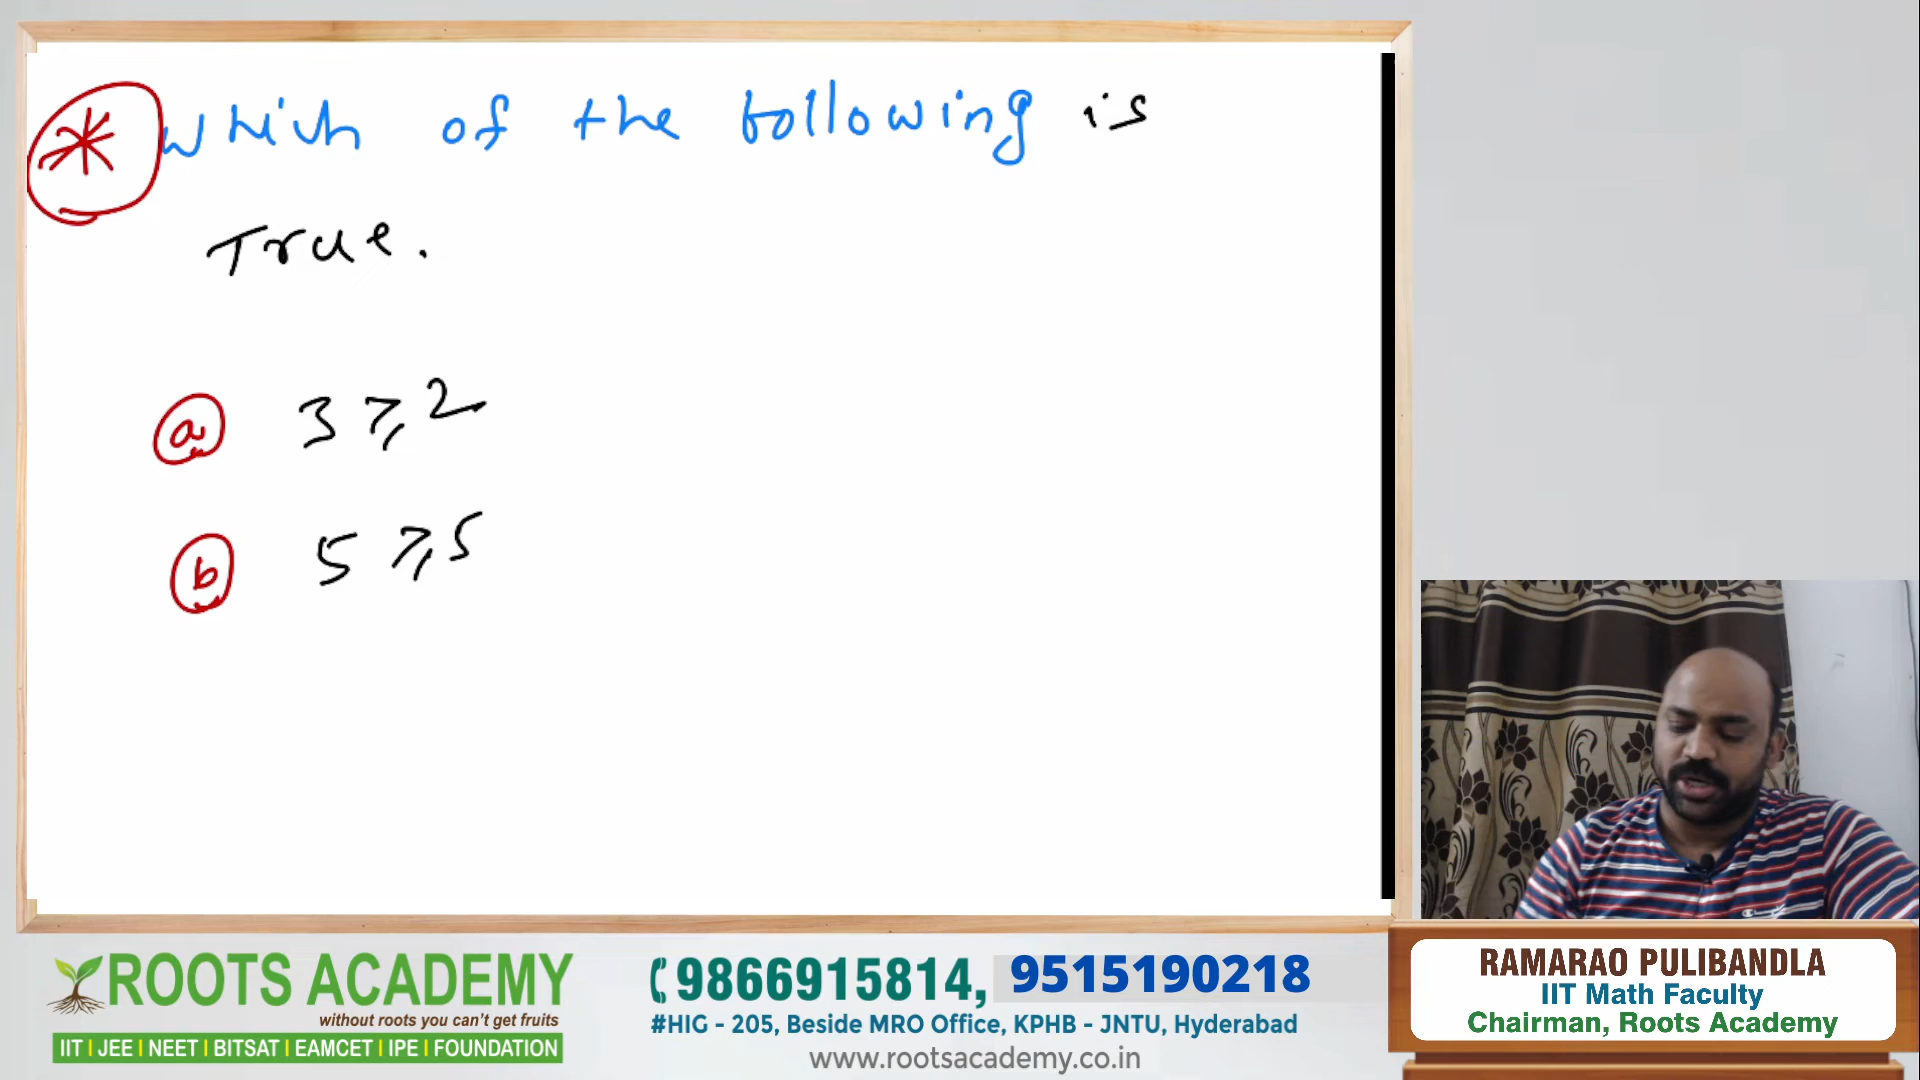 * Which of the following is
True.
ⓐ 3 ⩾ 2
ⓑ 5 ⩾ 5
ROOTS ACADEMY
without roots you can't get fruits
IIT | JEE | NEET | BITSAT | EAMCET | IPE | FOUNDATION
9866915814, 9515190218
#HIG - 205, Beside MRO Office, KPHB - JNTU, Hyderabad
www.rootsacademy.co.in
RAMARAO PULIBANDLA
IIT Math Faculty
Chairman, Roots Academy